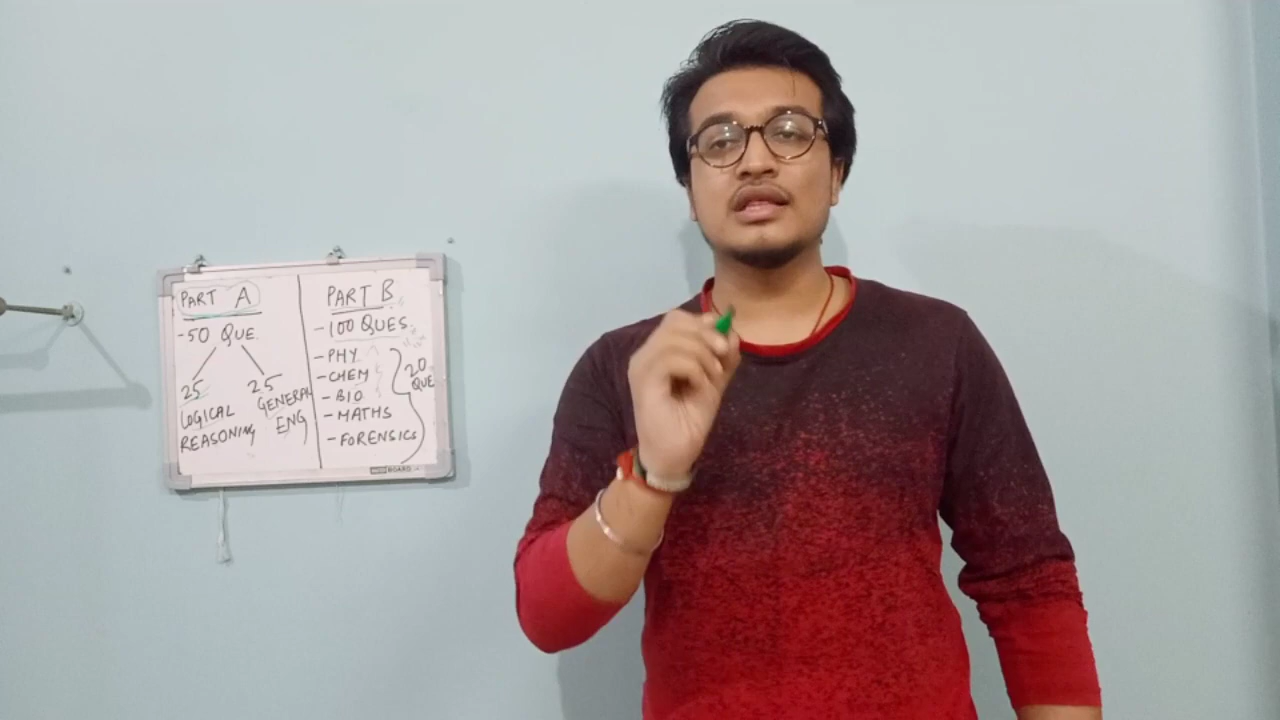 PART A
-50 QUE.
25
LOGICAL
REASONING
25
GENERAL
ENG
PART B
-100 QUES.
-PHY
-CHEM
-BIO
-MATHS
-FORENSICS
20
QUE